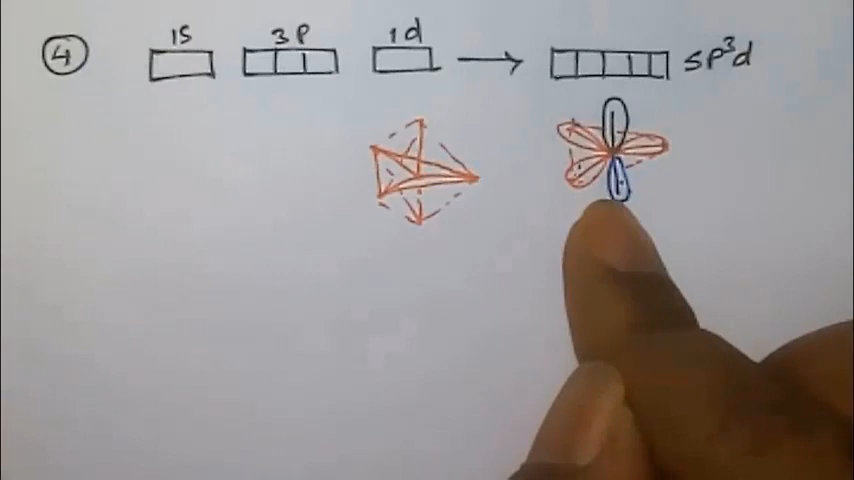 1S 3P 1d
④ → SP³d